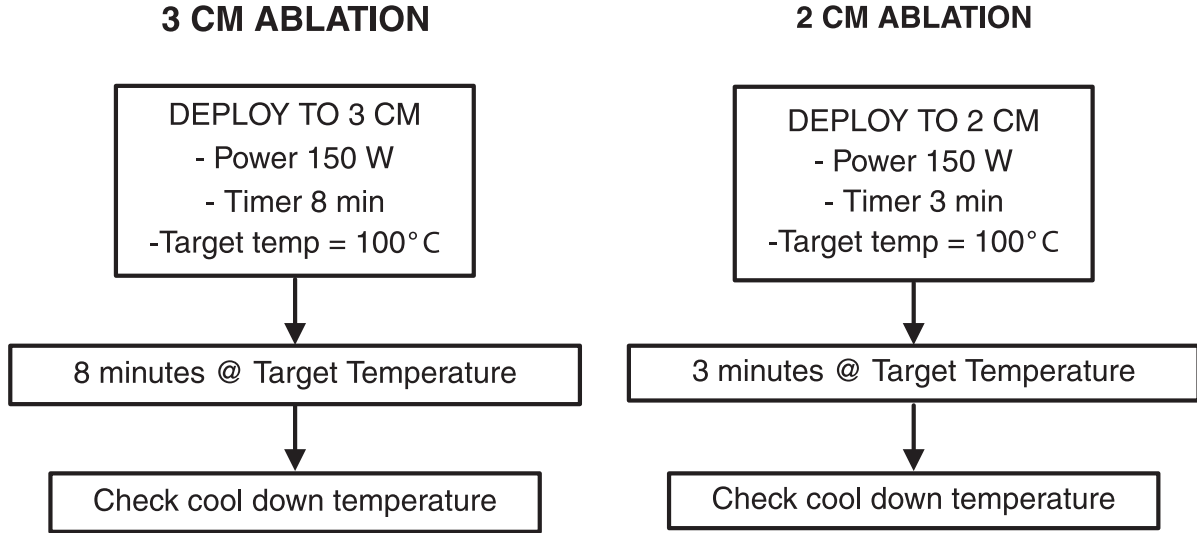 3 CM ABLATION
DEPLOY TO 3 CM
- Power 150 W
- Timer 8 min
-Target temp = 100°C
8 minutes @ Target Temperature
Check cool down temperature
2 CM ABLATION
DEPLOY TO 2 CM
- Power 150 W
- Timer 3 min
-Target temp = 100°C
3 minutes @ Target Temperature
Check cool down temperature